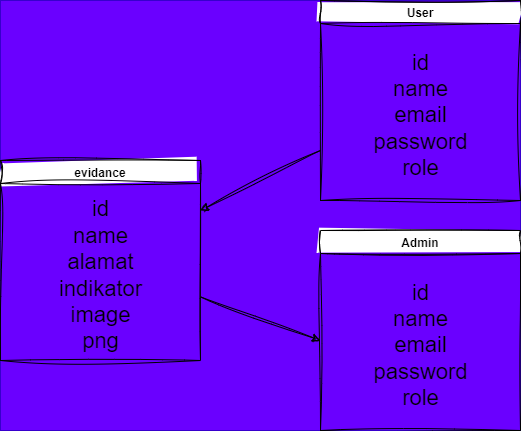 User
id
name
email
password
role
evidance
id
name
alamat
indikator
image
png
Admin
id
name
email
password
role